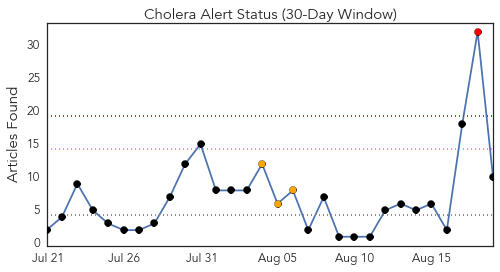 Cholera Alert Status (30-Day Window)
Articles Found
30
25
20
15
10
5
0
Jul 21 Jul 26 Jul 31 Aug 05 Aug 10 Aug 15